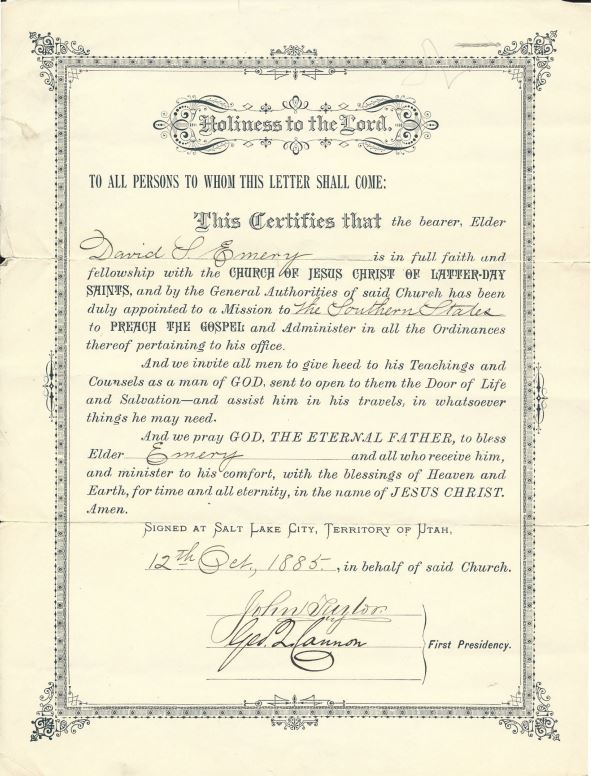 Holiness to the Lord.
TO ALL PERSONS TO WHOM THIS LETTER SHALL COME:
This Certifies that the bearer, Elder
David S. Emery is in full faith and
fellowship with the CHURCH OF JESUS CHRIST OF LATTER-DAY
SAINTS, and by the General Authorities of said Church has been
duly appointed to a Mission to the Southern States
to PREACH THE GOSPEL and Administer in all the Ordinances
thereof pertaining to his office.
And we invite all men to give heed to his Teachings and
Counsels as a man of GOD, sent to open to them the Door of Life
and Salvation—and assist him in his travels, in whatsoever
things he may need.
And we pray GOD, THE ETERNAL FATHER, to bless
Elder Emery and all who receive him,
and minister to his comfort, with the blessings of Heaven and
Earth, for time and all eternity, in the name of JESUS CHRIST.
Amen.
SIGNED AT SALT LAKE CITY, TERRITORY OF UTAH,
12th Oct, 1885, in behalf of said Church.
John Taylor
Geo. Q. Cannon
First Presidency.